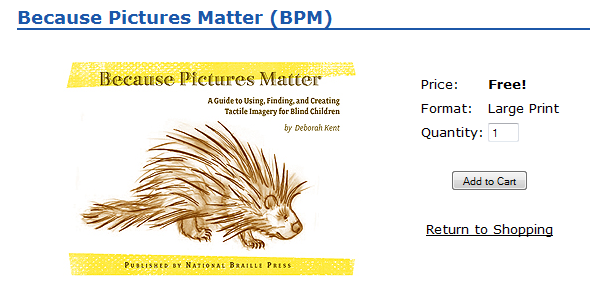 Because Pictures Matter (BPM)
Because Pictures Matter
A Guide to Using, Finding, and Creating
Tactile Imagery for Blind Children
by Deborah Kent
PUBLISHED BY NATIONAL BRAILLE PRESS
Price: Free!
Format: Large Print
Quantity: 1
Add to Cart
Return to Shopping